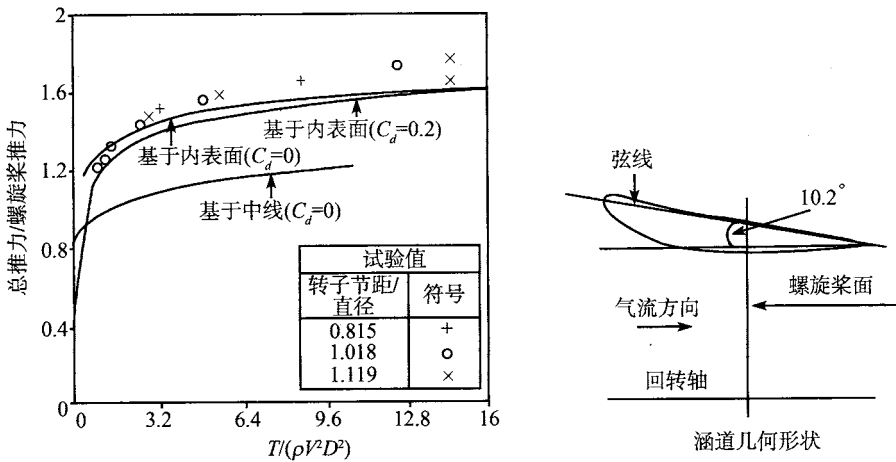 2
1.6
1.2
0.8
0.4
0
总推力/螺旋桨推力
0
3.2
6.4
9.6
12.8
16
T/(ρV²D²)
基于内表面(C_d=0.2)
基于内表面(C_d=0)
基于中线(C_d=0)
试验值
转子节距/
直径
符号
0.815 +
1.018 o
1.119 ×
弦线
10.2°
螺旋桨面
气流方向
回转轴
涵道几何形状